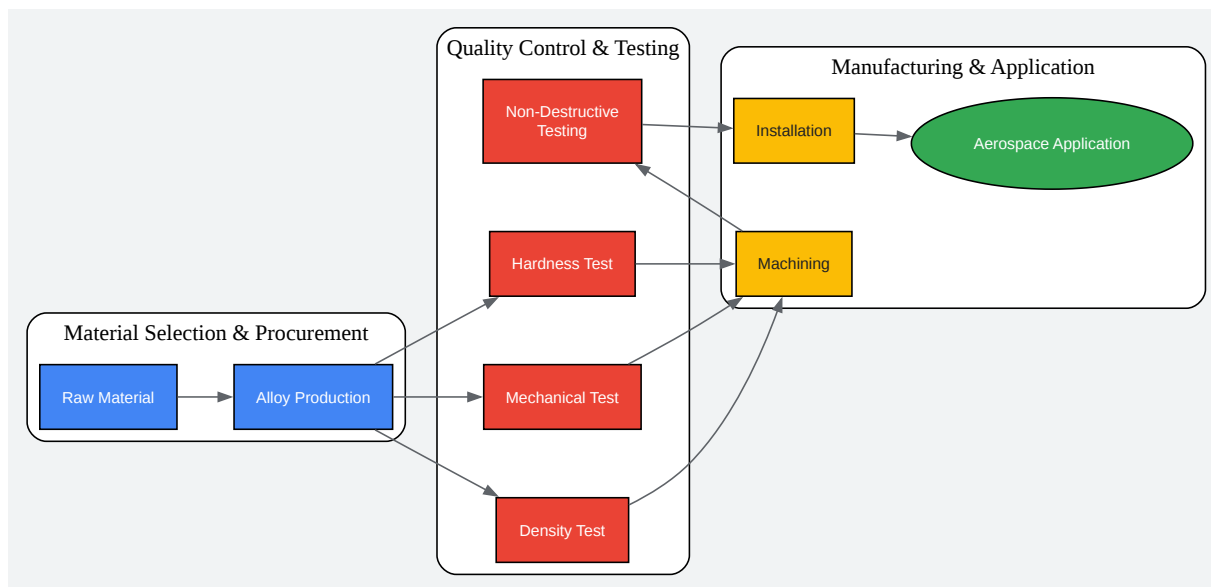 Quality Control & Testing
Non-Destructive
Testing
Hardness Test
Mechanical Test
Density Test
Manufacturing & Application
Installation
Aerospace Application
Machining
Material Selection & Procurement
Raw Material
Alloy Production